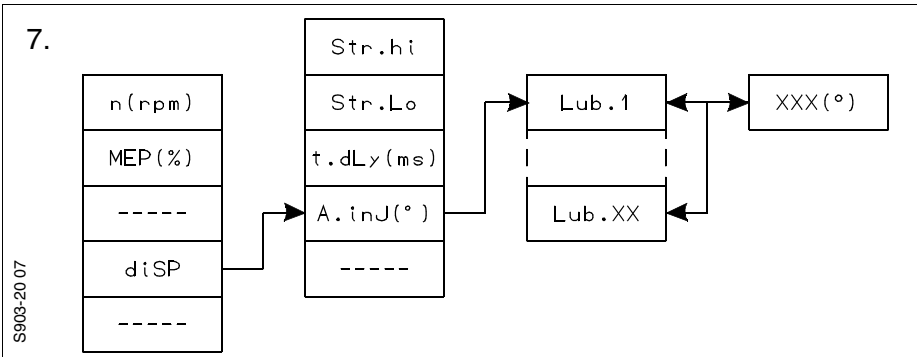 7.
n(rpm)
MEP(%)
-----
diSP
-----
Str.hi
Str.Lo
t.dLy(ms)
A.inJ(°)
-----
Lub.1
Lub.XX
XXX(°)
S903-20 07